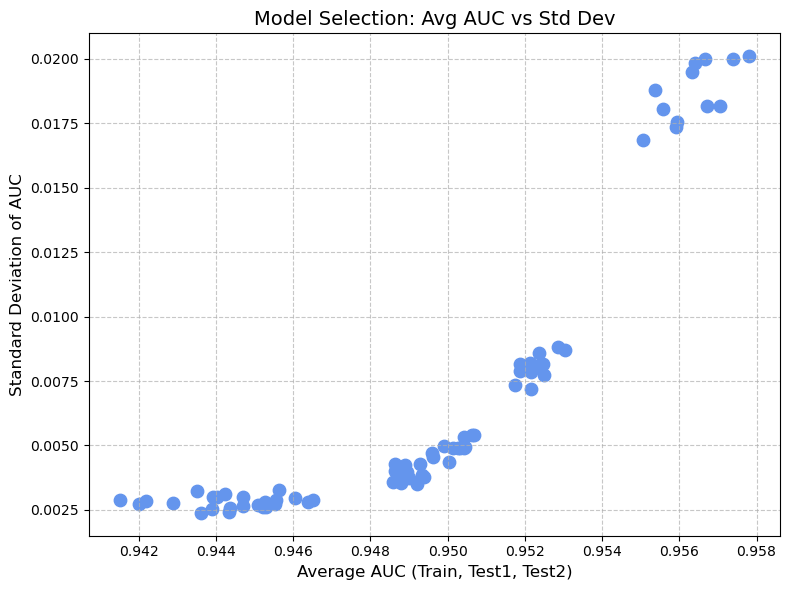 Model Selection: Avg AUC vs Std Dev
Standard Deviation of AUC
0.0200
0.0175
0.0150
0.0125
0.0100
0.0075
0.0050
0.0025
0.942 0.944 0.946 0.948 0.950 0.952 0.954 0.956 0.958
Average AUC (Train, Test1, Test2)